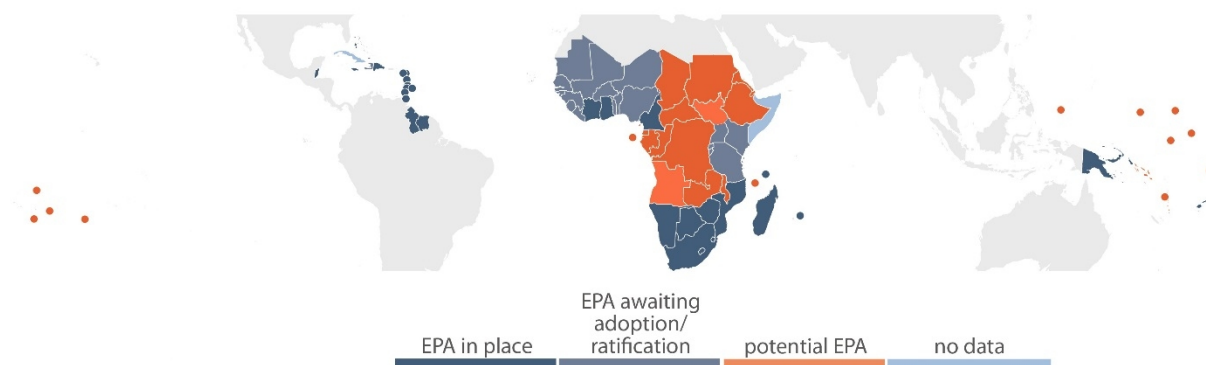 EPA in place
EPA awaiting
adoption/
ratification
potential EPA
no data